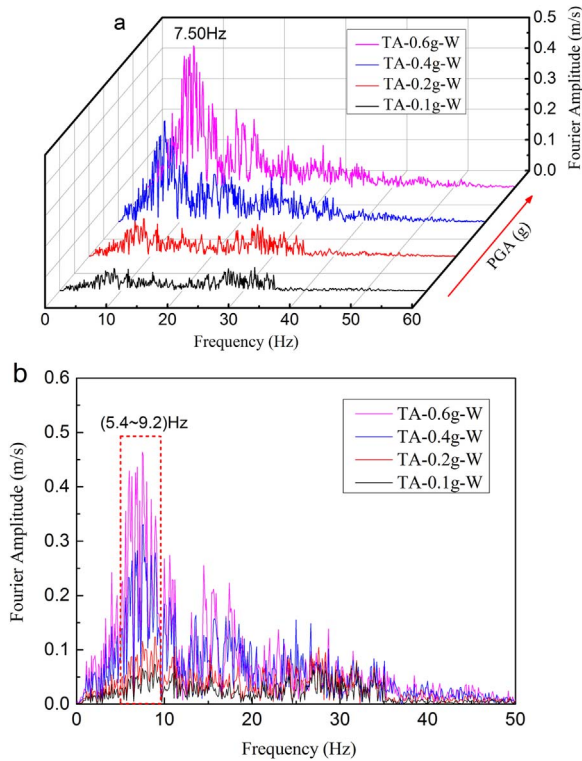 a
7.50Hz
TA-0.6g-W
TA-0.4g-W
TA-0.2g-W
TA-0.1g-W
0.5
0.4
0.3
0.2
0.1
0.0
Fourier Amplitude (m/s)
PGA (g)
0 10 20 30 40 50 60
Frequency (Hz)
b
(5.4~9.2)Hz
TA-0.6g-W
TA-0.4g-W
TA-0.2g-W
TA-0.1g-W
0.6
0.5
0.4
0.3
0.2
0.1
0.0
Fourier Amplitude (m/s)
0 10 20 30 40 50
Frequency (Hz)